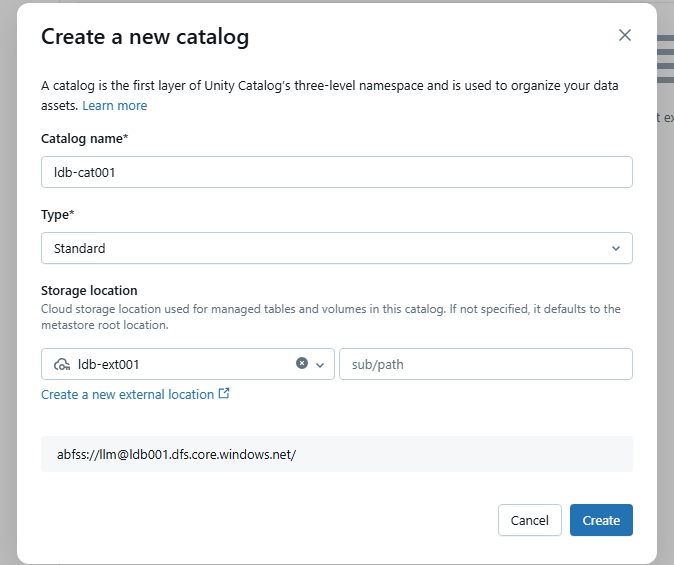 Create a new catalog
A catalog is the first layer of Unity Catalog's three-level namespace and is used to organize your data
assets. Learn more
Catalog name*
ldb-cat001
Type*
Standard
Storage location
Cloud storage location used for managed tables and volumes in this catalog. If not specified, it defaults to the
metastore root location.
ldb-ext001
sub/path
Create a new external location
abfss://llm@ldb001.dfs.core.windows.net/
Cancel
Create